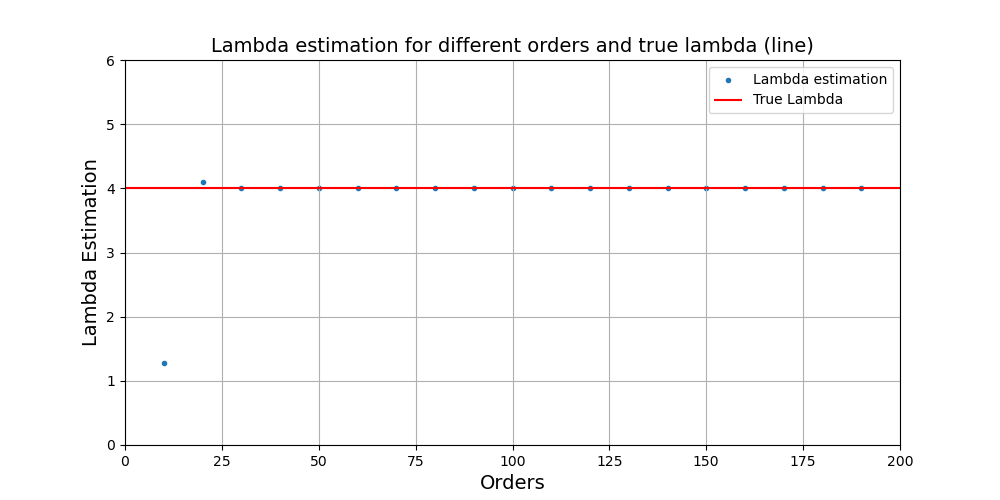 Lambda estimation for different orders and true lambda (line)
Lambda estimation
True Lambda
Lambda Estimation
6
5
4
3
2
1
0
0 25 50 75 100 125 150 175 200
Orders